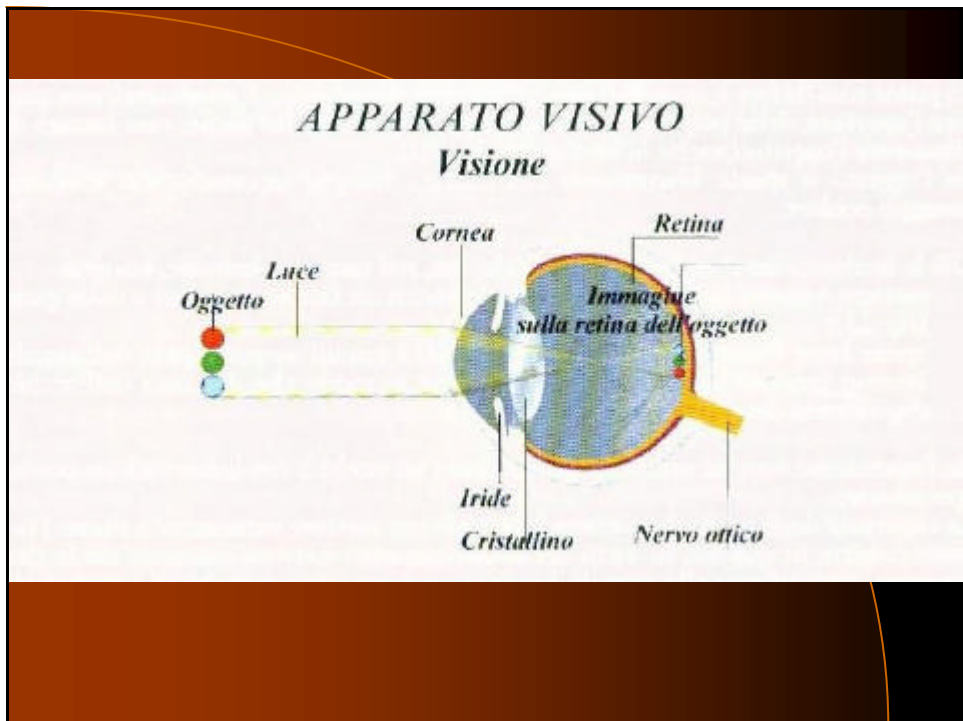 APPARATO VISIVO
Visione
Cornea
Retina
Luce
Oggetto
Immagine
sulla retina dell'oggetto
Iride
Cristallino
Nervo ottico